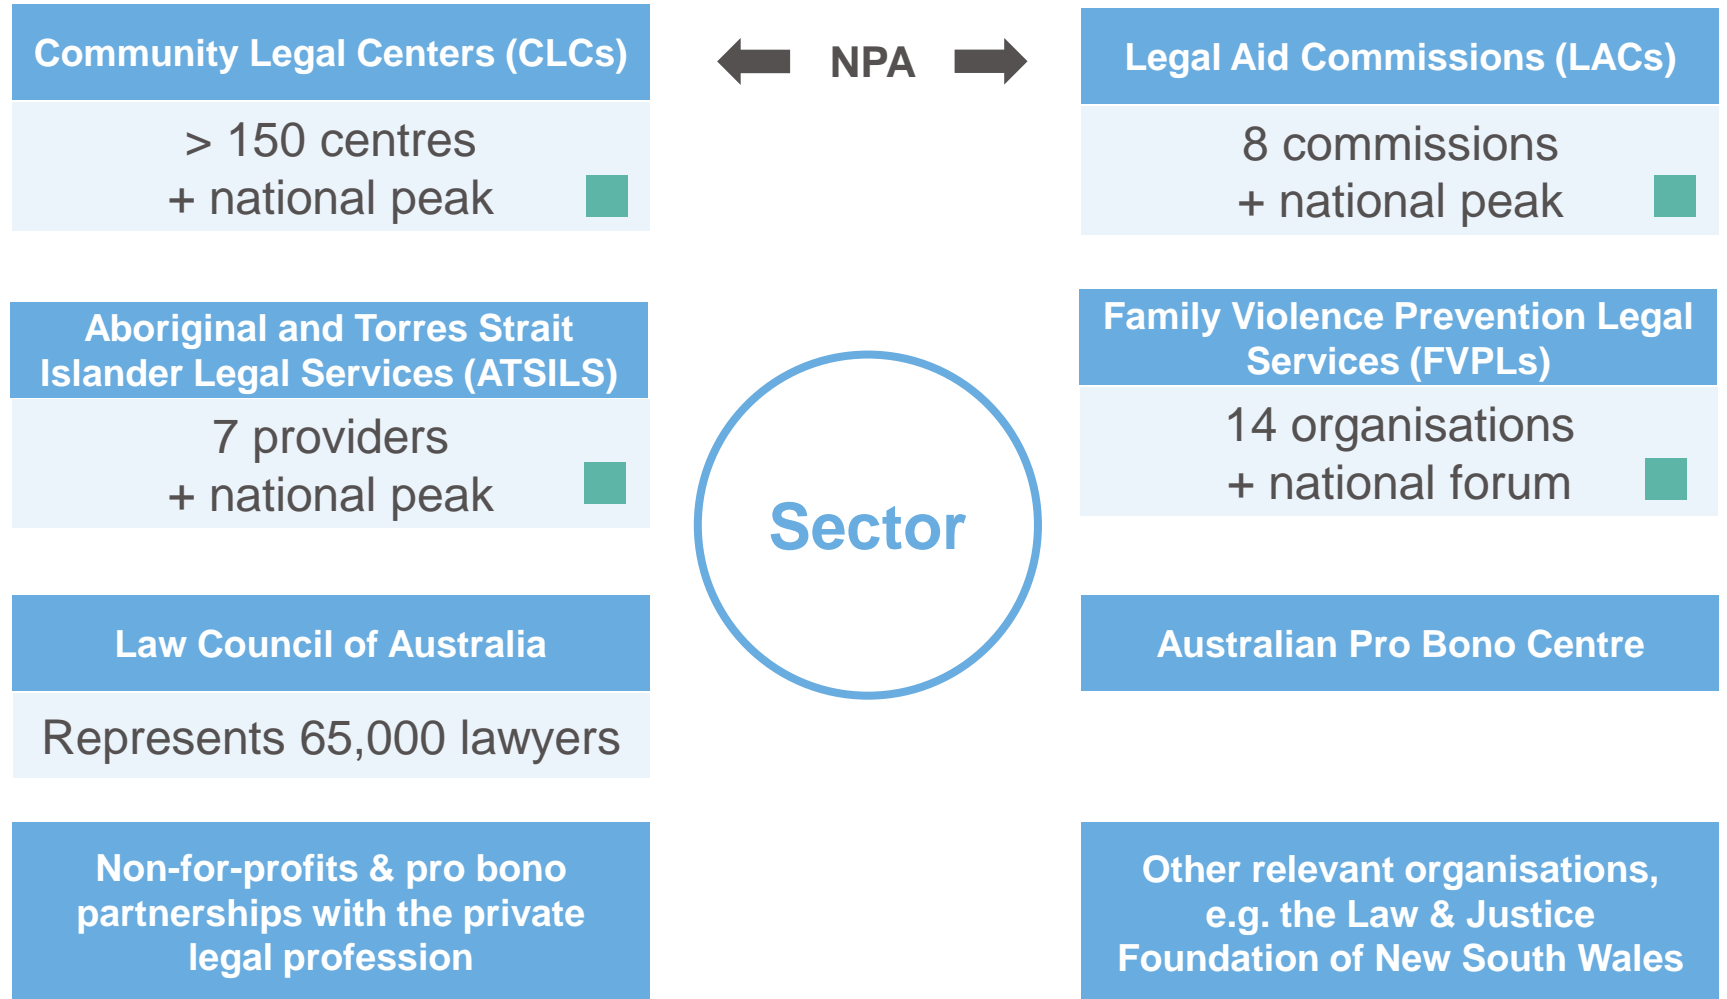 Community Legal Centers (CLCs)
> 150 centres
+ national peak
NPA
Legal Aid Commissions (LACs)
8 commissions
+ national peak
Aboriginal and Torres Strait
Islander Legal Services (ATSILS)
7 providers
+ national peak
Family Violence Prevention Legal
Services (FVPLs)
14 organisations
+ national forum
Sector
Law Council of Australia
Represents 65,000 lawyers
Australian Pro Bono Centre
Non-for-profits & pro bono
partnerships with the private
legal profession
Other relevant organisations,
e.g. the Law & Justice
Foundation of New South Wales